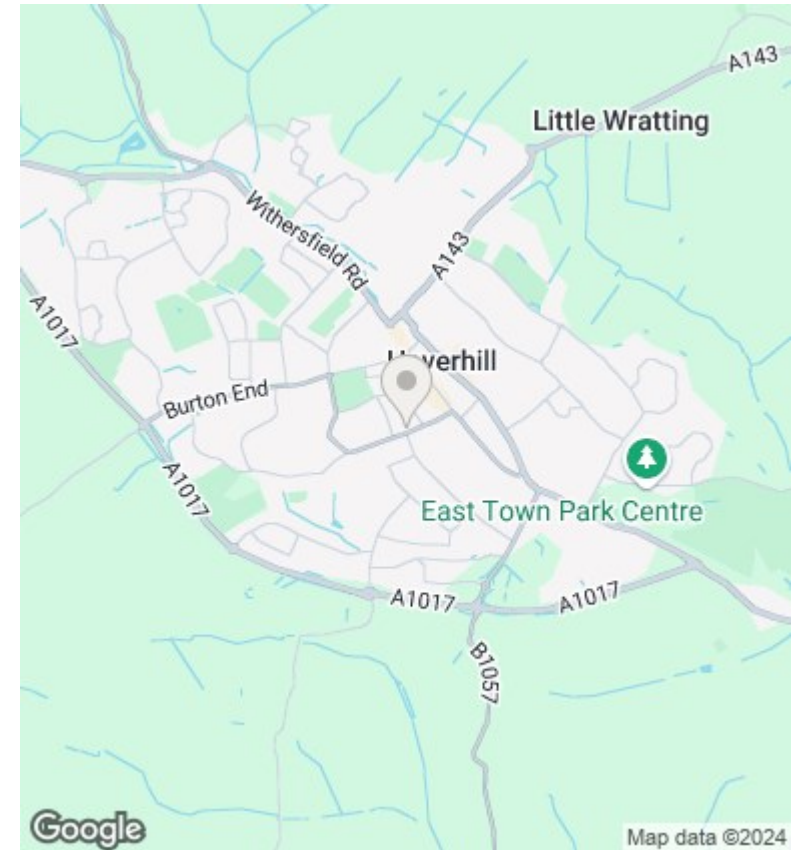 A143
Little Wratting
Withersfield Rd
A143
A1017
Burton End
A1017
East Town Park Centre
A1017
A1017
B1057
Google
Map data ©2024